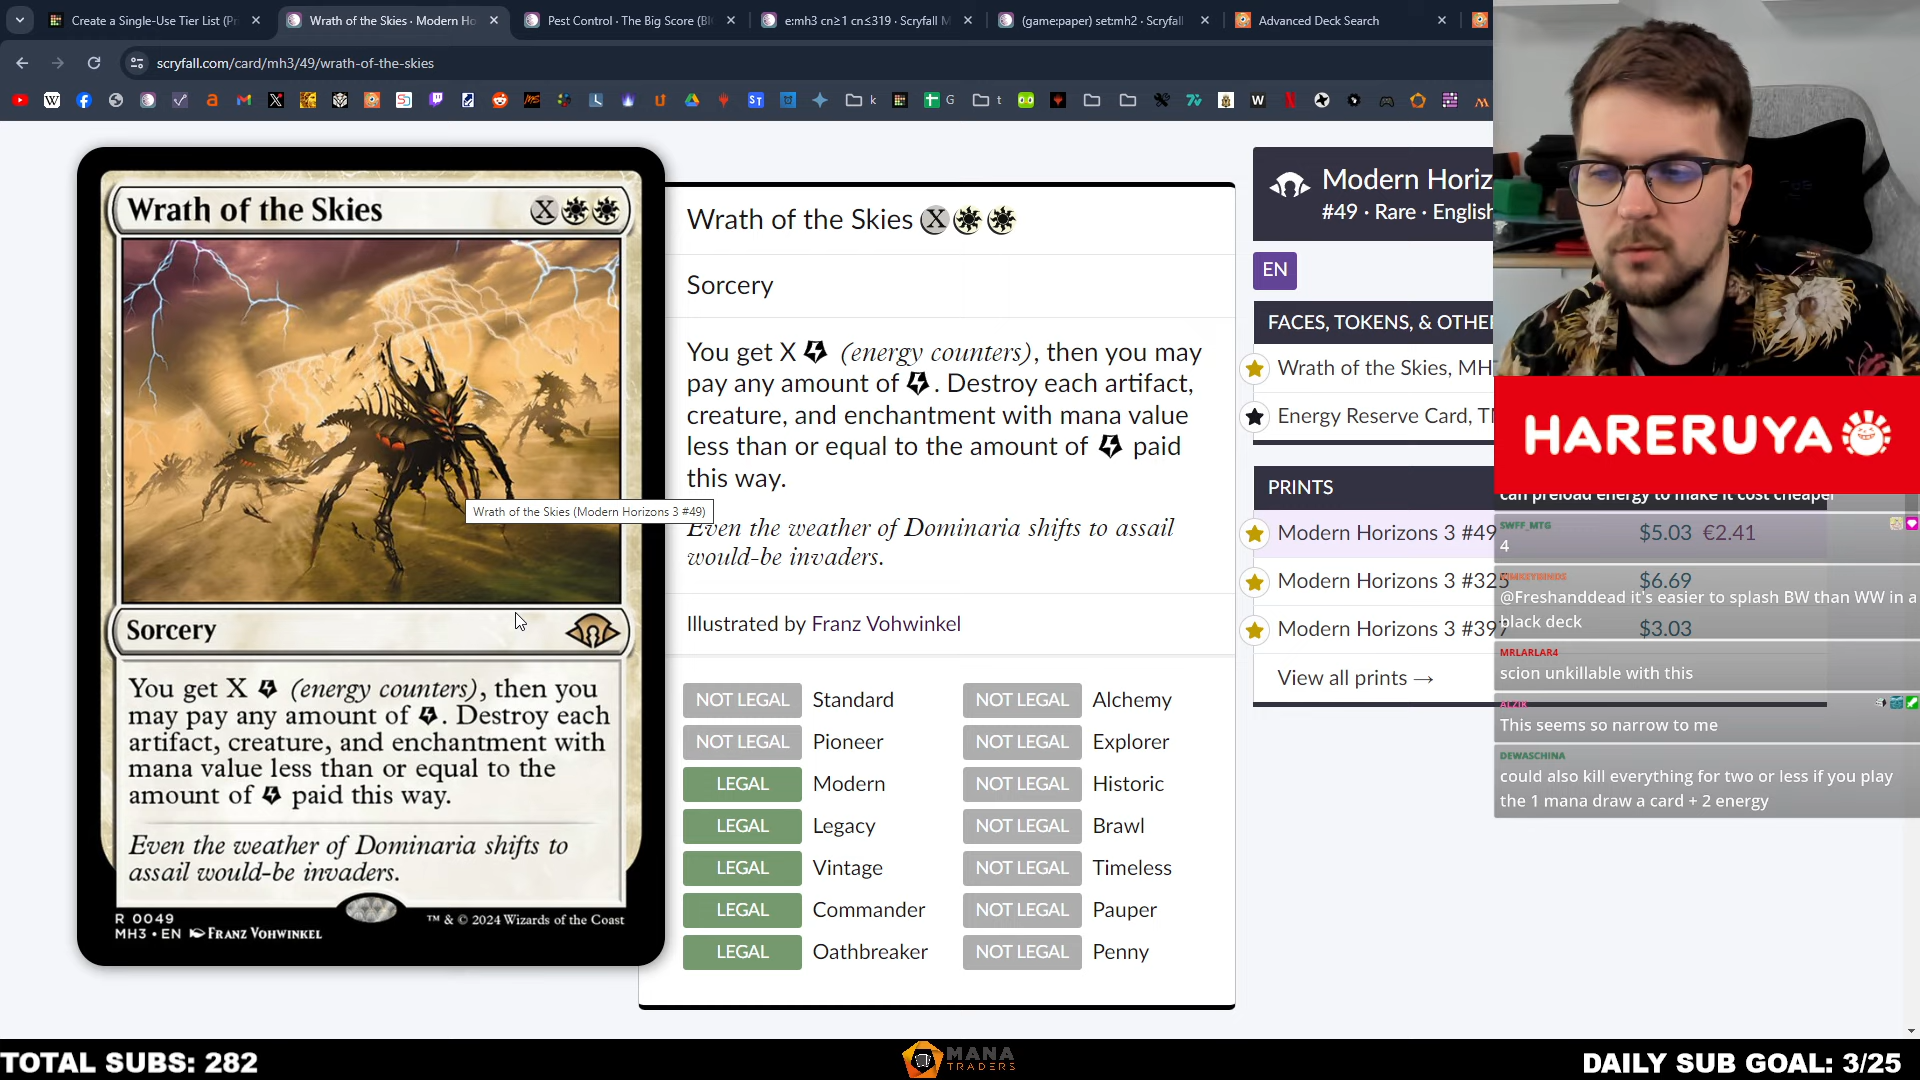 Create a Single-Use Tier List (Pr
Wrath of the Skies · Modern Ho
Pest Control · The Big Score (BI
e:mh3 cn≥1 cn≤319 · Scryfall M
(game:paper) set:mh2 · Scryfall
Advanced Deck Search
scryfall.com/card/mh3/49/wrath-of-the-skies
k
G
t
Wrath of the Skies X
Sorcery
You get X (energy counters), then you
may pay any amount of . Destroy each
artifact, creature, and enchantment with
mana value less than or equal to the
amount of paid this way.
Even the weather of Dominaria shifts to
assail would-be invaders.
R 0049
MH3 • EN FRANZ VOHWINKEL
™ & © 2024 Wizards of the Coast
Wrath of the Skies (Modern Horizons 3 #49)
Wrath of the Skies X
Sorcery
You get X (energy counters), then you may
pay any amount of . Destroy each artifact,
creature, and enchantment with mana value
less than or equal to the amount of paid
this way.
Even the weather of Dominaria shifts to assail
would-be invaders.
Illustrated by Franz Vohwinkel
NOT LEGAL Standard NOT LEGAL Alchemy
NOT LEGAL Pioneer NOT LEGAL Explorer
LEGAL Modern NOT LEGAL Historic
LEGAL Legacy NOT LEGAL Brawl
LEGAL Vintage NOT LEGAL Timeless
LEGAL Commander NOT LEGAL Pauper
LEGAL Oathbreaker NOT LEGAL Penny
Modern Horiz
#49 · Rare · English
EN
FACES, TOKENS, & OTHE
Wrath of the Skies, MH
Energy Reserve Card, T
PRINTS
Modern Horizons 3 #49 $5.03 €2.41
Modern Horizons 3 #325 $6.69
Modern Horizons 3 #397 $3.03
View all prints →
HARERUYA
can preload energy to make it cost cheaper
SWFF_MTG
4
@Freshanddead it's easier to splash BW than WW in a
black deck
MRLARLAR4
scion unkillable with this
This seems so narrow to me
DEWASCHINA
could also kill everything for two or less if you play
the 1 mana draw a card + 2 energy
TOTAL SUBS: 282
MANA
TRADERS
DAILY SUB GOAL: 3/25